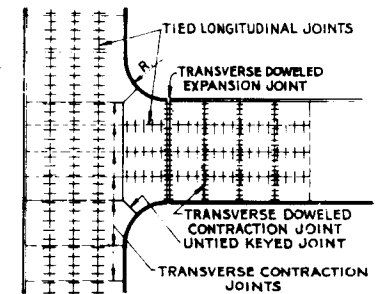 TIED LONGITUDINAL JOINTS
R
TRANSVERSE DOWELED
EXPANSION JOINT
TRANSVERSE DOWELED
CONTRACTION JOINT
UNTIED KEYED JOINT
TRANSVERSE CONTRACTION
JOINTS